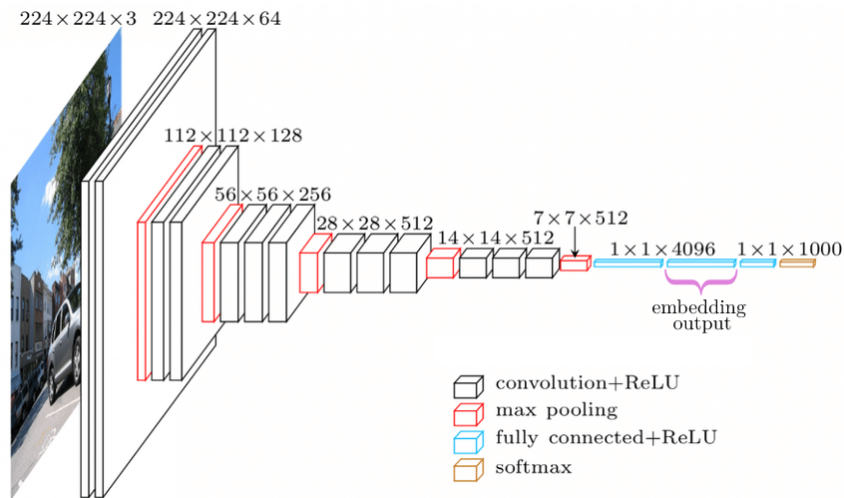 224×224×3
224×224×64
112×112×128
56×56×256
28×28×512
14×14×512
7×7×512
1×1×4096
1×1×1000
embedding
output
convolution+ReLU
max pooling
fully connected+ReLU
softmax